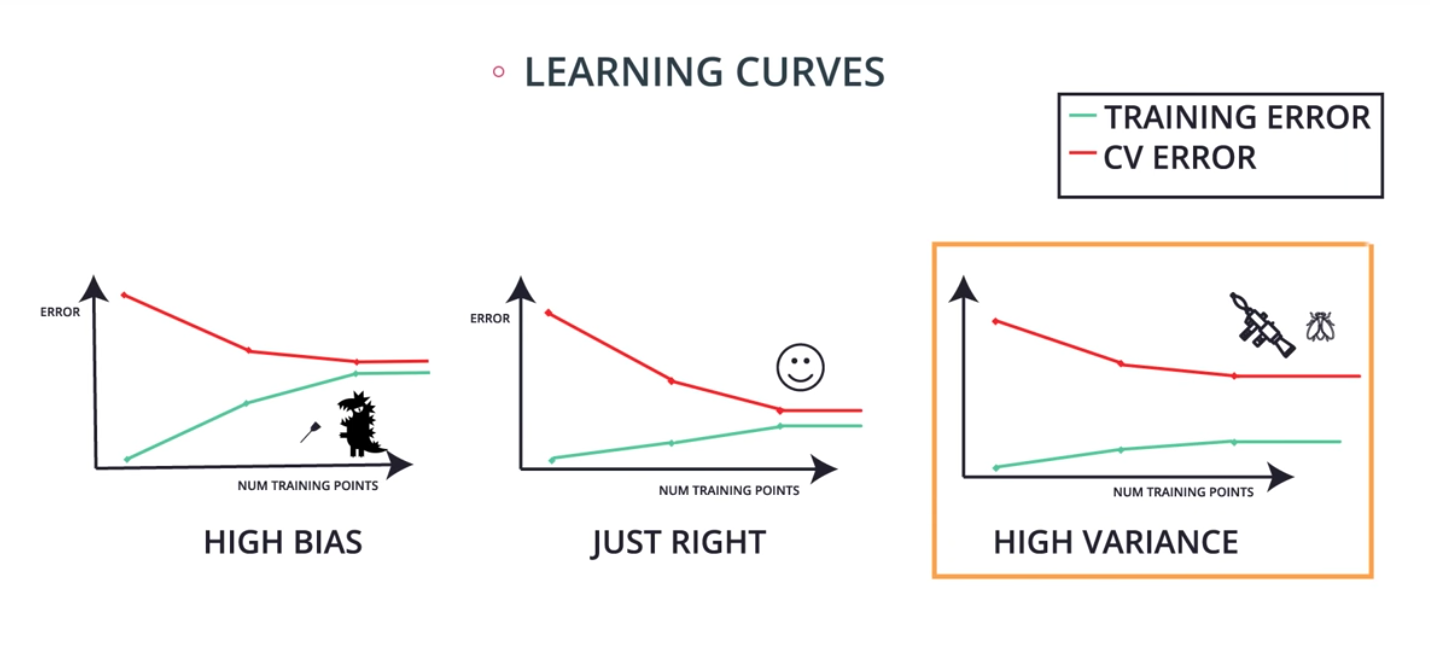 LEARNING CURVES
TRAINING ERROR
CV ERROR
ERROR
NUM TRAINING POINTS
HIGH BIAS
ERROR
NUM TRAINING POINTS
JUST RIGHT
NUM TRAINING POINTS
HIGH VARIANCE